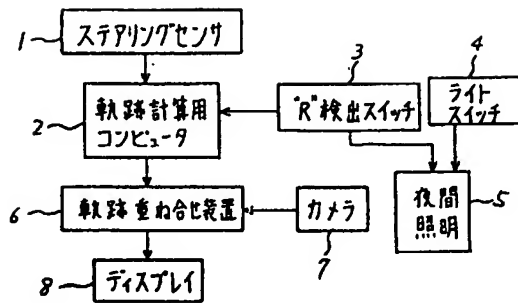 1
ステアリングセンサ
2
軌跡計算用
コンピュータ
3
"R"検出スイッチ
4
ライト
スイッチ
5
夜間
照明
6
軌跡重ね合せ装置
7
カメラ
8
ディスプレイ